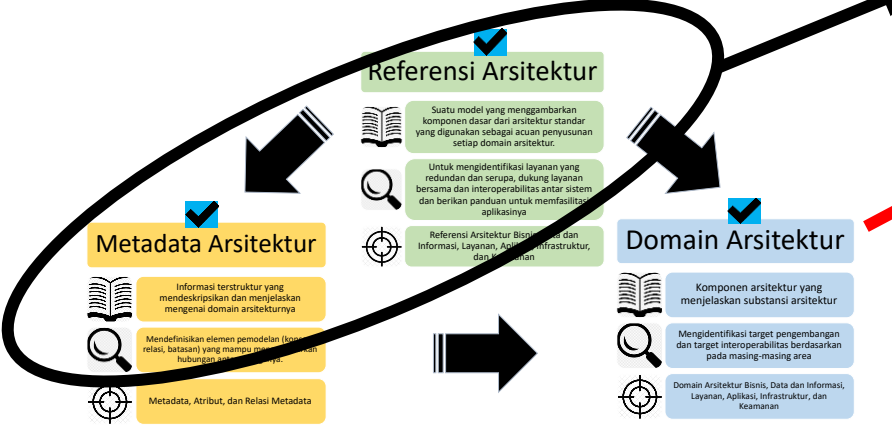 Referensi Arsitektur
Suatu model yang menggambarkan
komponen dasar dari arsitektur standar
yang digunakan sebagai acuan penyusunan
setiap domain arsitektur.
Untuk mengidentifikasi layanan yang
redundan dan serupa, dukung layanan
bersama dan interoperabilitas antar sistem
dan berikan panduan untuk memfasilitasi
aplikasinya
Referensi Arsitektur Bisnis, Data dan
Informasi, Layanan, Aplikasi, Infrastruktur,
dan Keamanan
Metadata Arsitektur
Informasi terstruktur yang
mendeskripsikan dan menjelaskan
mengenai domain arsitekturnya
Mendefinisikan elemen pemodelan
relasi, batasan) yang mampu
hubungan
Metadata, Atribut, dan Relasi Metadata
Domain Arsitektur
Komponen arsitektur yang
menjelaskan substansi arsitektur
Mengidentifikasi target pengembangan
dan target interoperabilitas berdasarkan
pada masing-masing area
Domain Arsitektur Bisnis, Data dan Informasi,
Layanan, Aplikasi, Infrastruktur, dan
Keamanan